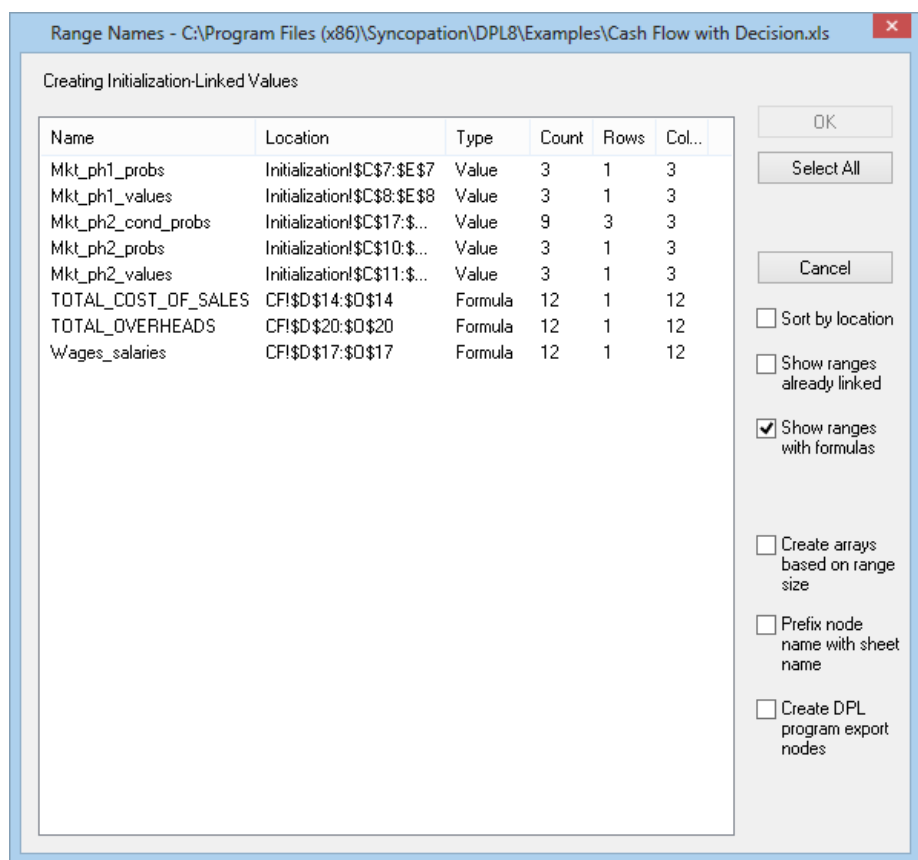 Range Names - C:\Program Files (x86)\Syncopation\DPL8\Examples\Cash Flow with Decision.xls
Creating Initialization-Linked Values
Name Location Type Count Rows Col...
Mkt_ph1_probs Initialization!$C$7:$E$7 Value 3 1 3
Mkt_ph1_values Initialization!$C$8:$E$8 Value 3 1 3
Mkt_ph2_cond_probs Initialization!$C$17:$... Value 9 3 3
Mkt_ph2_probs Initialization!$C$10:$... Value 3 1 3
Mkt_ph2_values Initialization!$C$11:$... Value 3 1 3
TOTAL_COST_OF_SALES CF!$D$14:$O$14 Formula 12 1 12
TOTAL_OVERHEADS CF!$D$20:$O$20 Formula 12 1 12
Wages_salaries CF!$D$17:$O$17 Formula 12 1 12
OK
Select All
Cancel
Sort by location
Show ranges
already linked
Show ranges
with formulas
Create arrays
based on range
size
Prefix node
name with sheet
name
Create DPL
program export
nodes